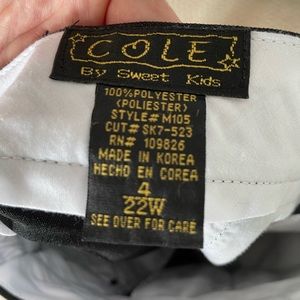 COLE
By Sweet Kids
100%POLYESTER
(POLIESTER)
STYLE# M105
CUT# SK7-523
RN# 109826
MADE IN KOREA
HECHO EN COREA
4
22W
SEE OVER FOR CARE